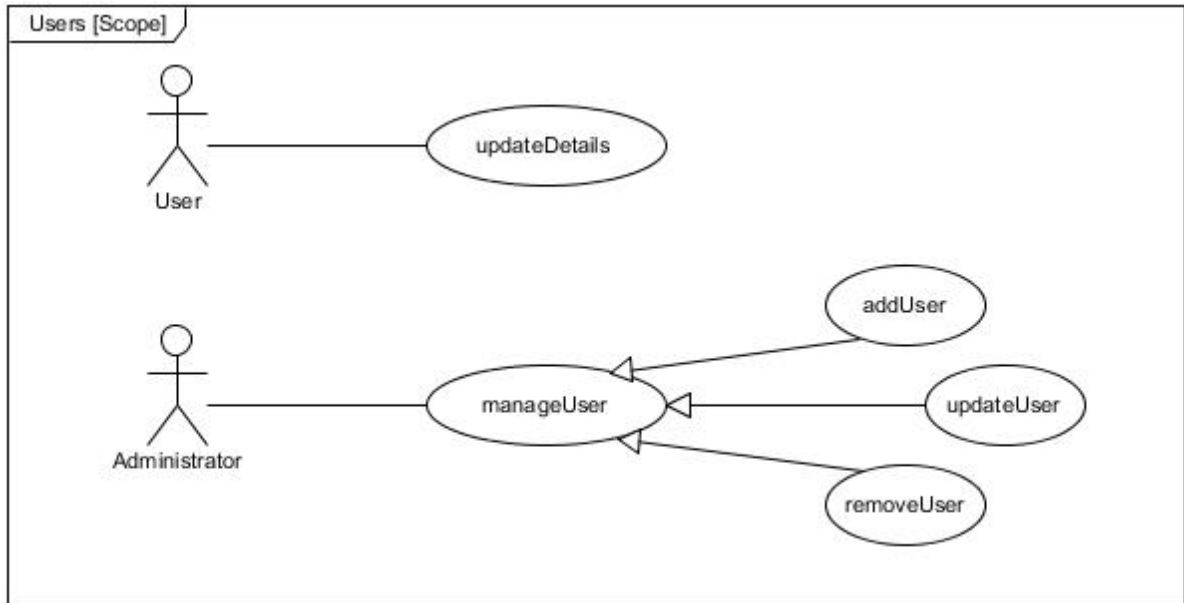 Users [Scope]
updateDetails
User
addUser
manageUser
updateUser
Administrator
removeUser